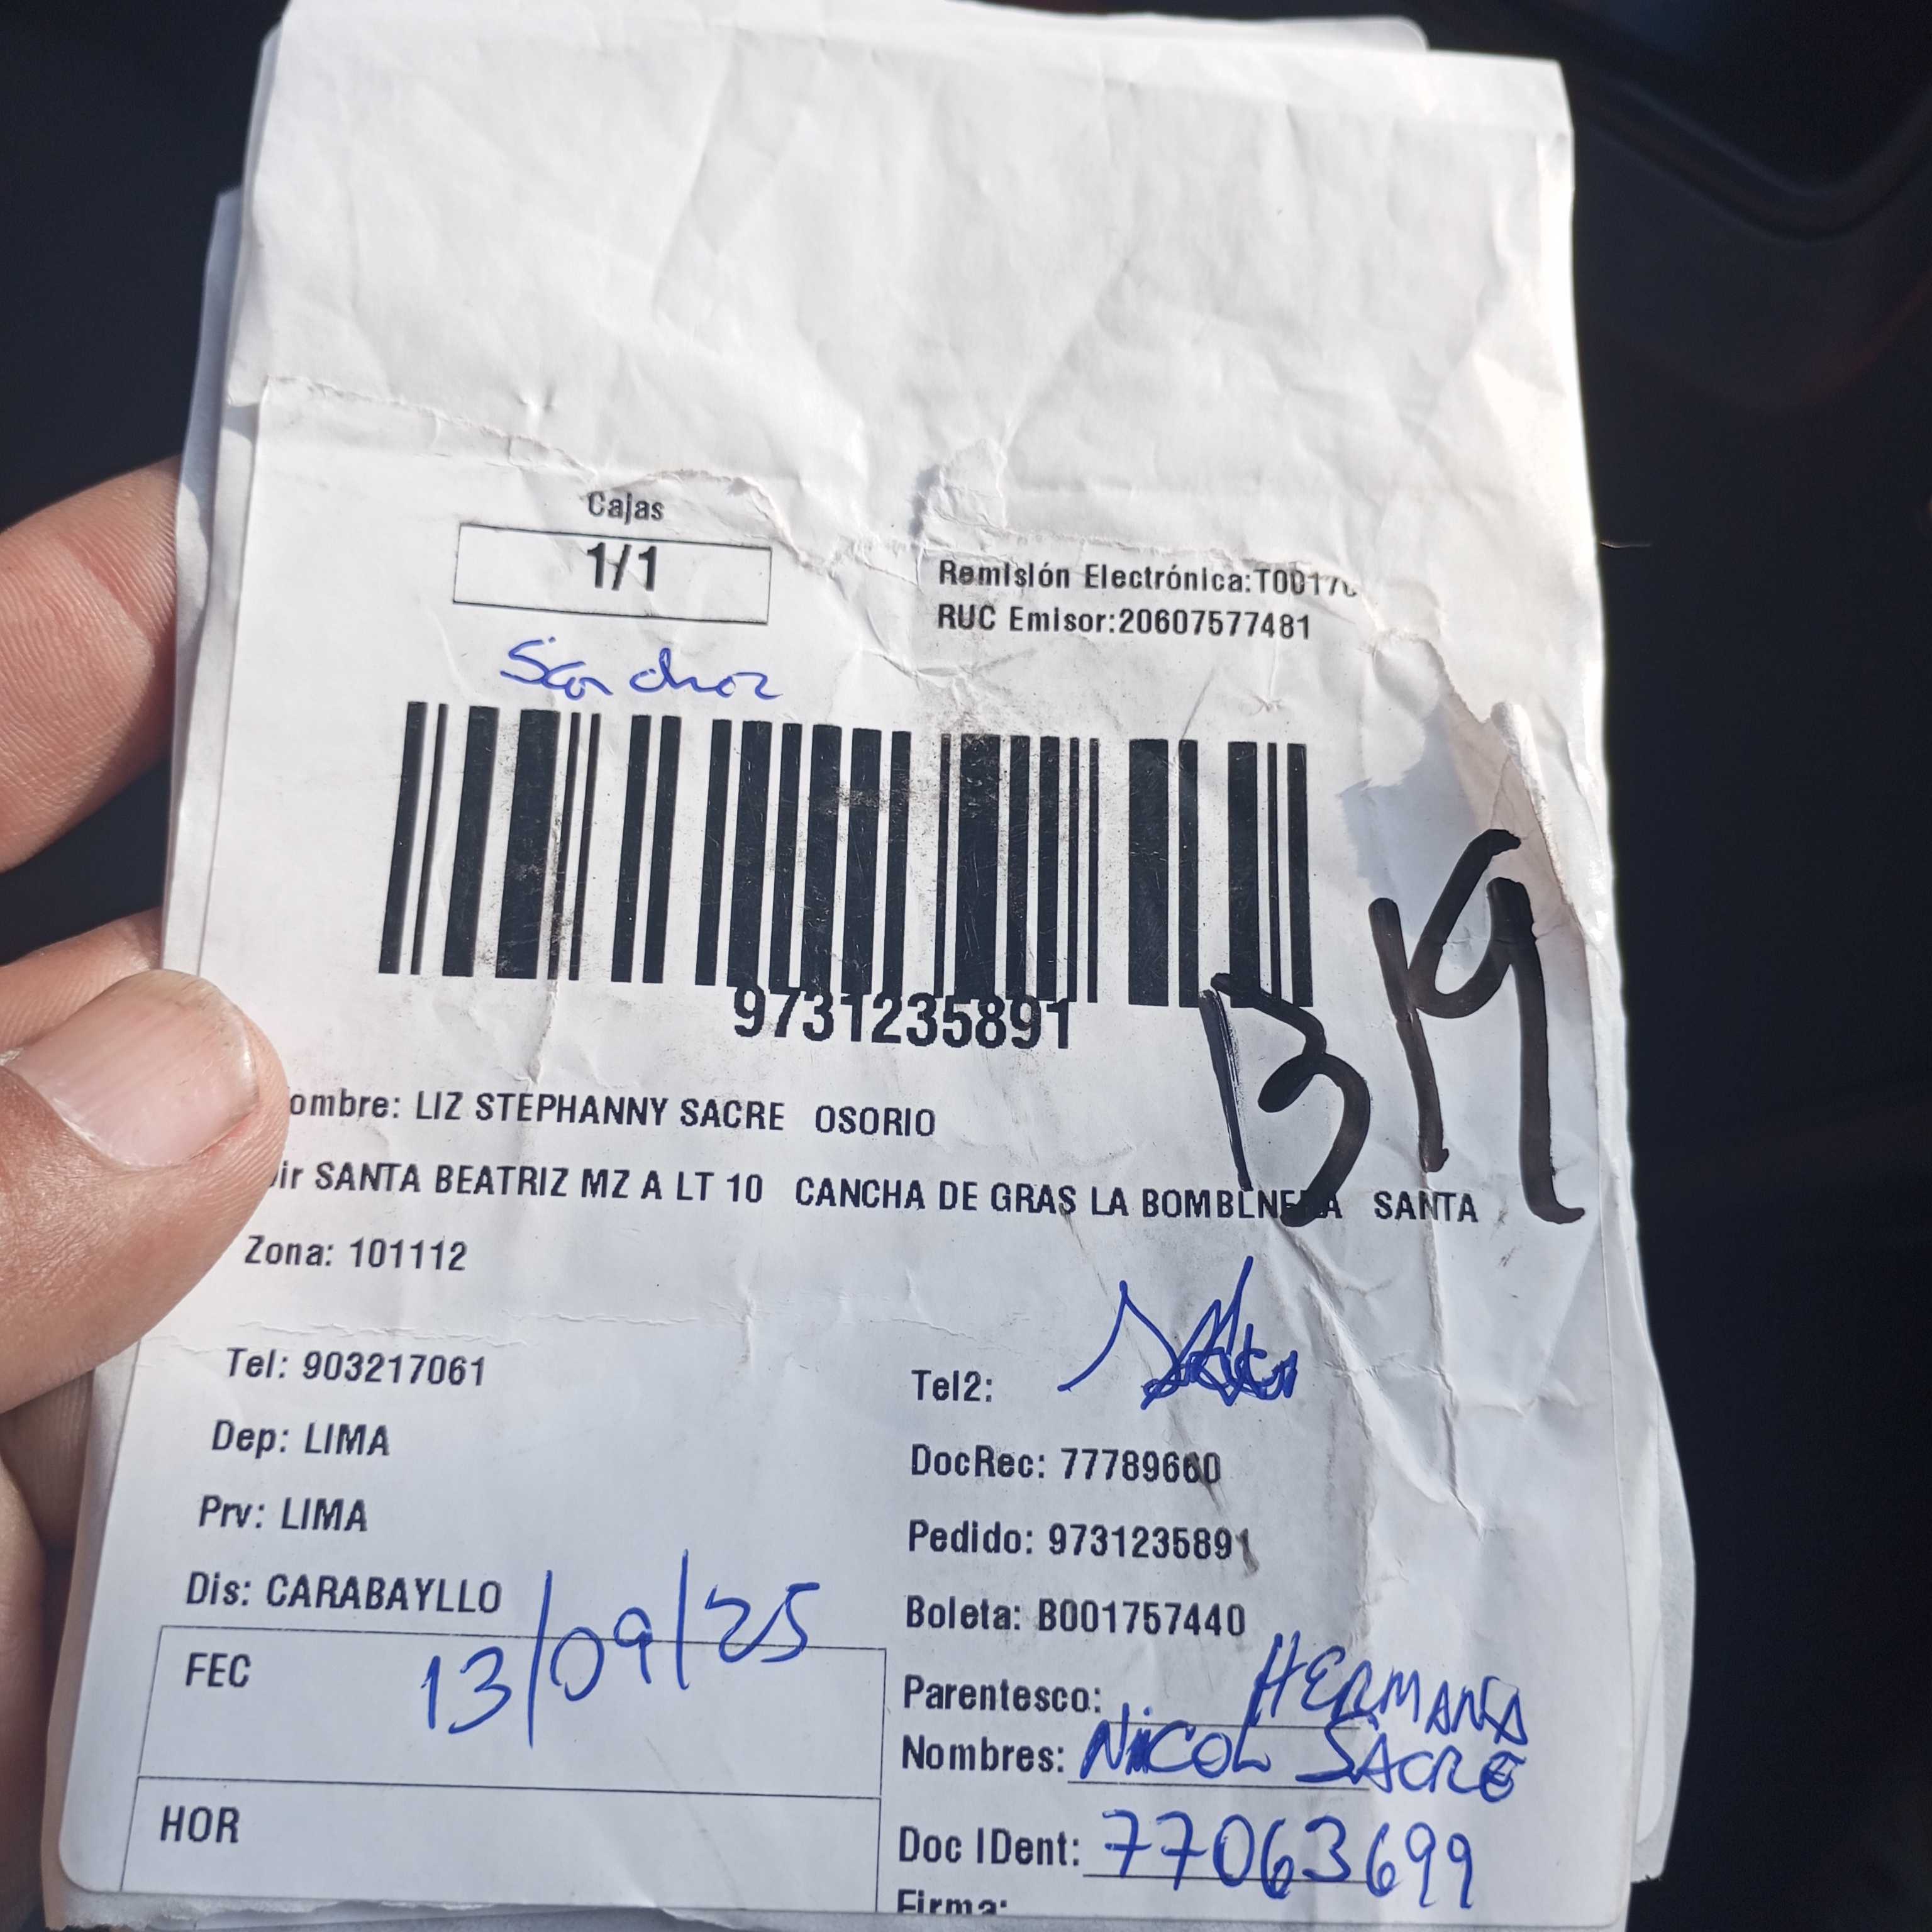 Cajas
1/1
Remisión Electrónica:T00170
RUC Emisor:20607577481
Sanchez
9731235891
B19
ombre: LIZ STEPHANNY SACRE OSORIO
ir SANTA BEATRIZ MZ A LT 10 CANCHA DE GRAS LA BOMBLNERA SANTA
Zona: 101112
Tel: 903217061
Tel2:
Dep: LIMA
DocRec: 77789660
Prv: LIMA
Pedido: 9731235891
Dis: CARABAYLLO
Boleta: B001757440
FEC 13/09/25
Parentesco: HERMANA
Nombres: NICOL SACRE
HOR
Doc IDent: 77063699
Firma: